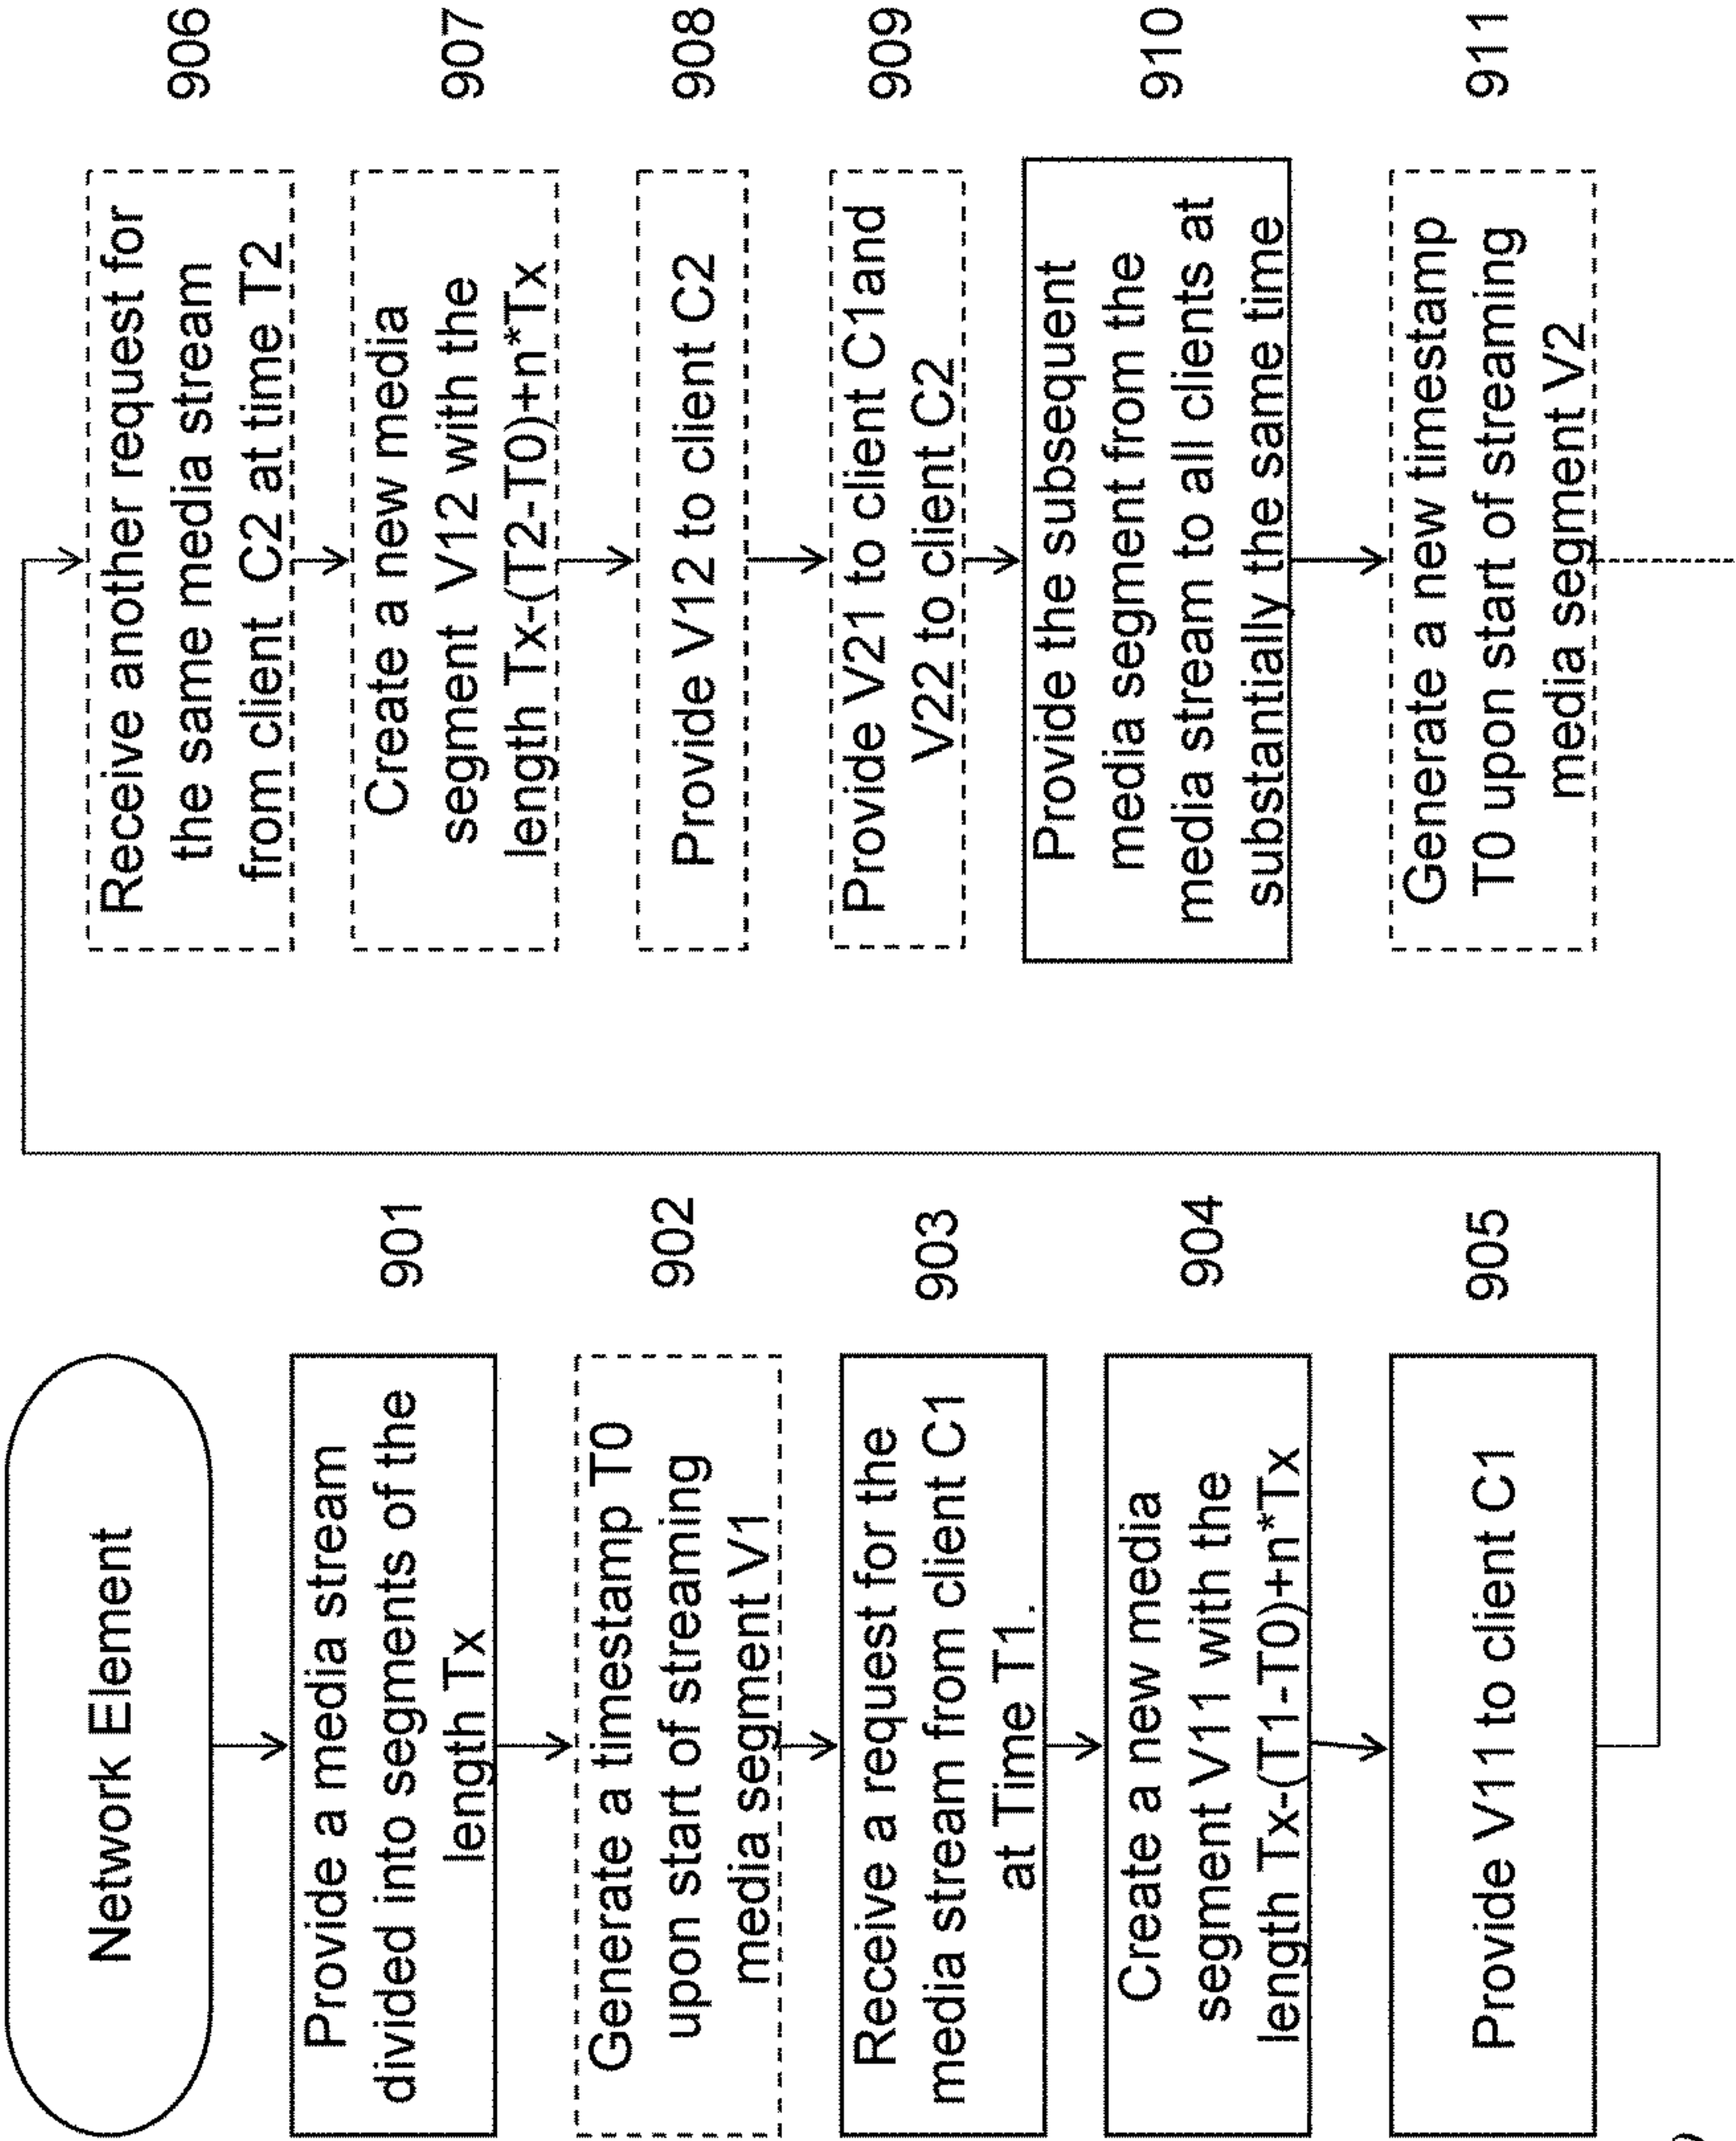 Network Element
Provide a media stream
divided into segments of the
length Tx
901
Generate a timestamp T0
upon start of streaming
media segment V1
902
Receive a request for the
media stream from client C1
at Time T1.
903
Create a new media
segment V11 with the
length Tx-(T1-T0)+n*Tx
904
Provide V11 to client C1
905
Receive another request for
the same media stream
from client C2 at time T2
906
Create a new media
segment V12 with the
length Tx-(T2-T0)+n*Tx
907
Provide V12 to client C2
908
Provide V21 to client C1and
V22 to client C2
909
Provide the subsequent
media segment from the
media stream to all clients at
substantially the same time
910
Generate a new timestamp
T0 upon start of streaming
media segment V2
911